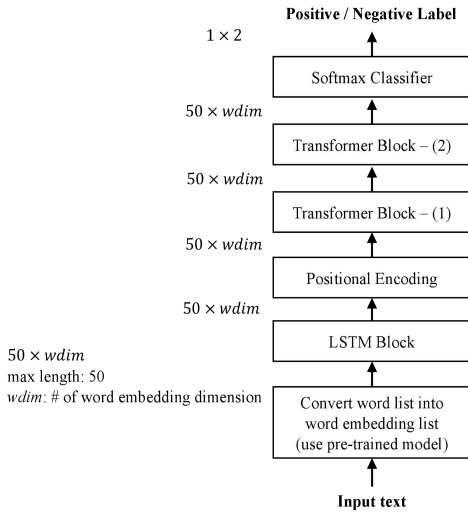 Positive / Negative Label
1 × 2
Softmax Classifier
50 × wdim
Transformer Block – (2)
50 × wdim
Transformer Block – (1)
50 × wdim
Positional Encoding
50 × wdim
LSTM Block
50 × wdim
max length: 50
wdim: # of word embedding dimension
Convert word list into
word embedding list
(use pre-trained model)
Input text